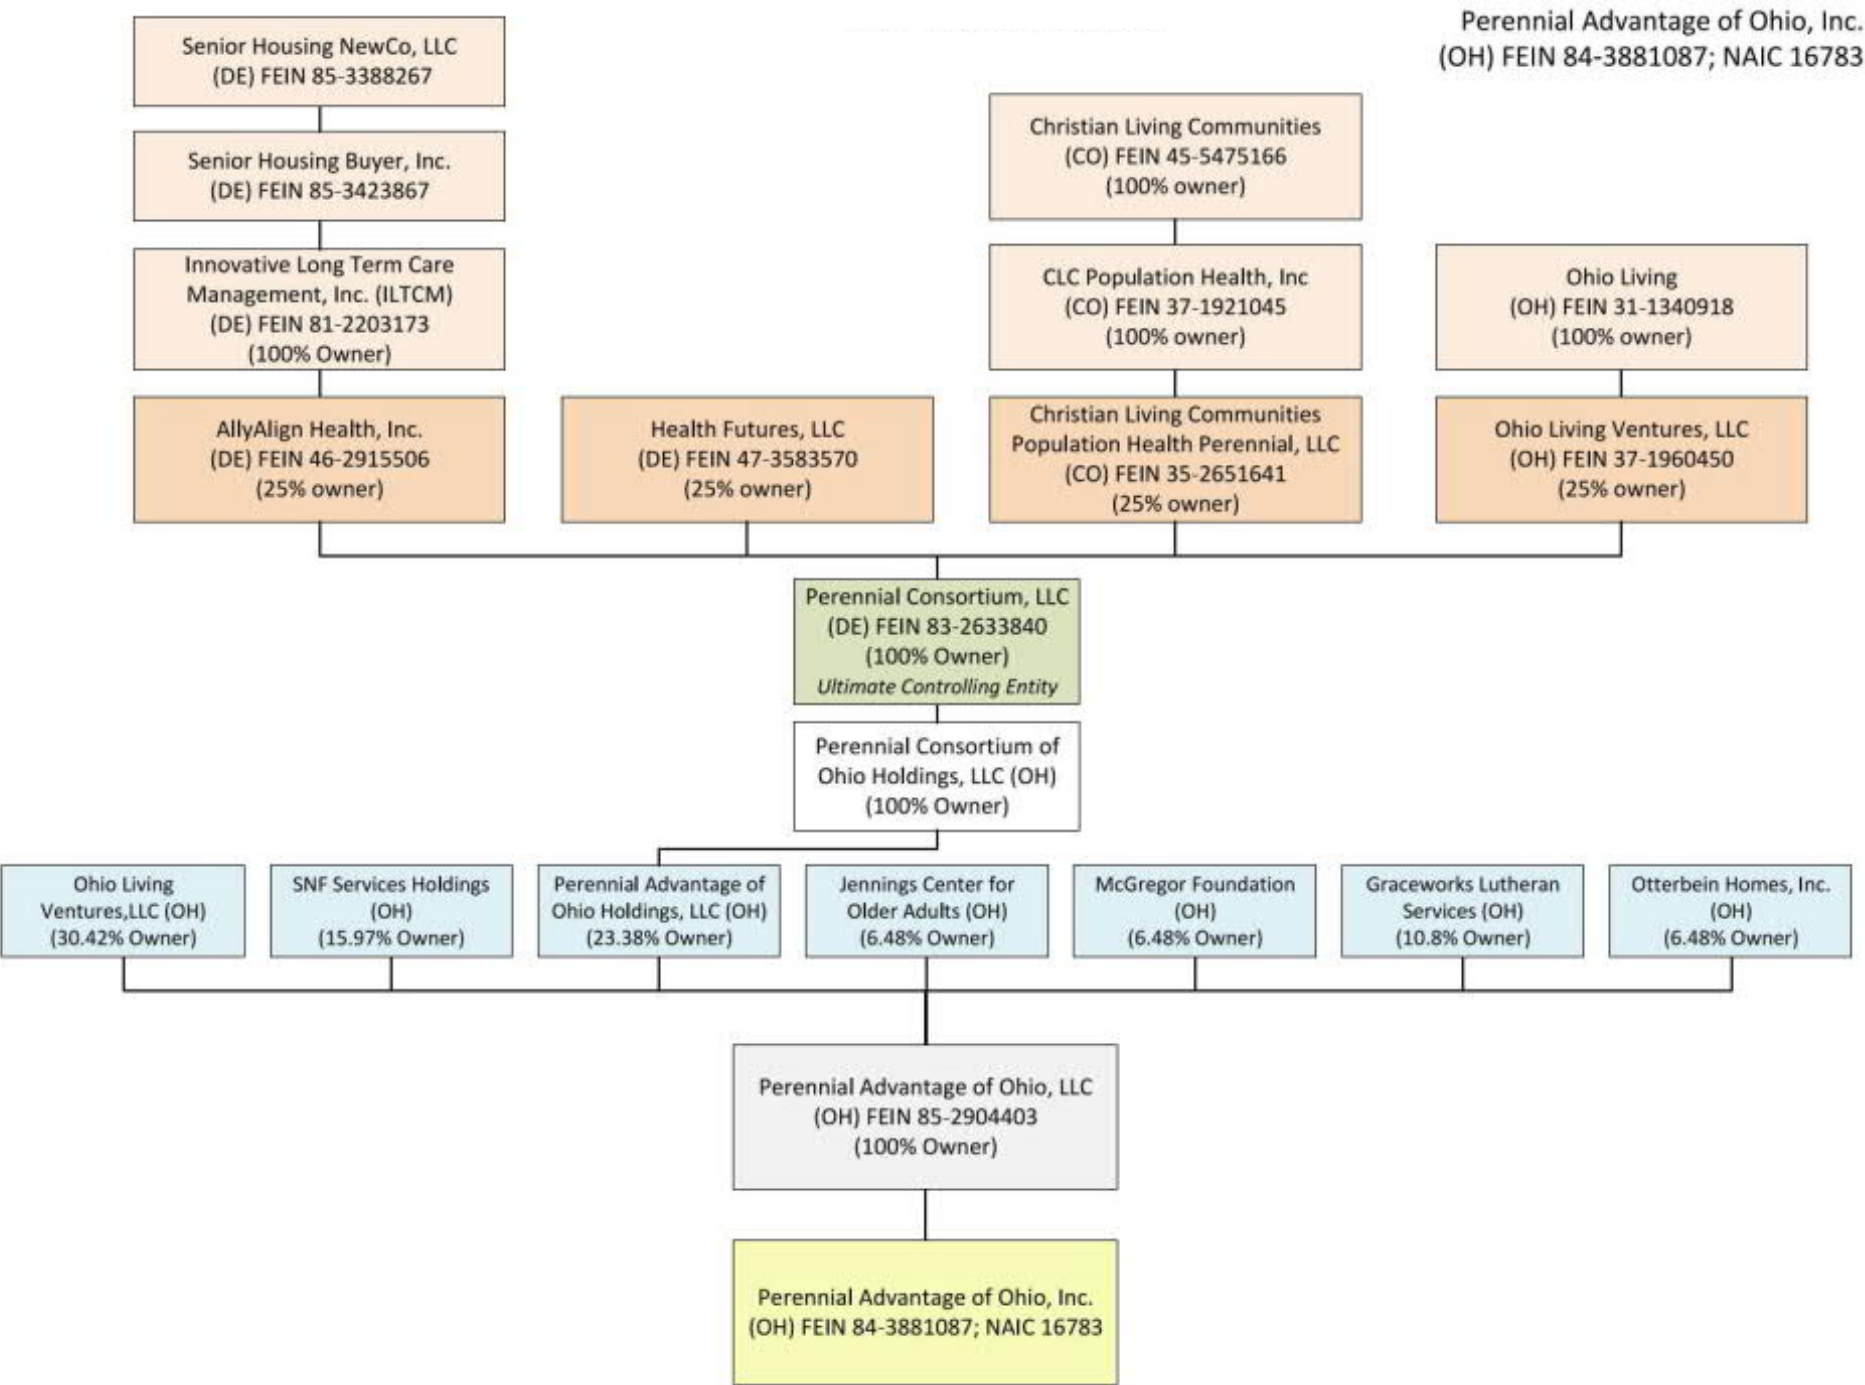 Perennial Advantage of Ohio, Inc.
(OH) FEIN 84-3881087; NAIC 16783
Senior Housing NewCo, LLC
(DE) FEIN 85-3388267
Senior Housing Buyer, Inc.
(DE) FEIN 85-3423867
Innovative Long Term Care
Management, Inc. (ILTCM)
(DE) FEIN 81-2203173
(100% Owner)
Christian Living Communities
(CO) FEIN 45-5475166
(100% owner)
CLC Population Health, Inc
(CO) FEIN 37-1921045
(100% owner)
Ohio Living
(OH) FEIN 31-1340918
(100% owner)
AllyAlign Health, Inc.
(DE) FEIN 46-2915506
(25% owner)
Health Futures, LLC
(DE) FEIN 47-3583570
(25% owner)
Christian Living Communities
Population Health Perennial, LLC
(CO) FEIN 35-2651641
(25% owner)
Ohio Living Ventures, LLC
(OH) FEIN 37-1960450
(25% owner)
Perennial Consortium, LLC
(DE) FEIN 83-2633840
(100% Owner)
Ultimate Controlling Entity
Perennial Consortium of
Ohio Holdings, LLC (OH)
(100% Owner)
Ohio Living
Ventures,LLC (OH)
(30.42% Owner)
SNF Services Holdings
(OH)
(15.97% Owner)
Perennial Advantage of
Ohio Holdings, LLC (OH)
(23.38% Owner)
Jennings Center for
Older Adults (OH)
(6.48% Owner)
McGregor Foundation
(OH)
(6.48% Owner)
Graceworks Lutheran
Services (OH)
(10.8% Owner)
Otterbein Homes, Inc.
(OH)
(6.48% Owner)
Perennial Advantage of Ohio, LLC
(OH) FEIN 85-2904403
(100% Owner)
Perennial Advantage of Ohio, Inc.
(OH) FEIN 84-3881087; NAIC 16783